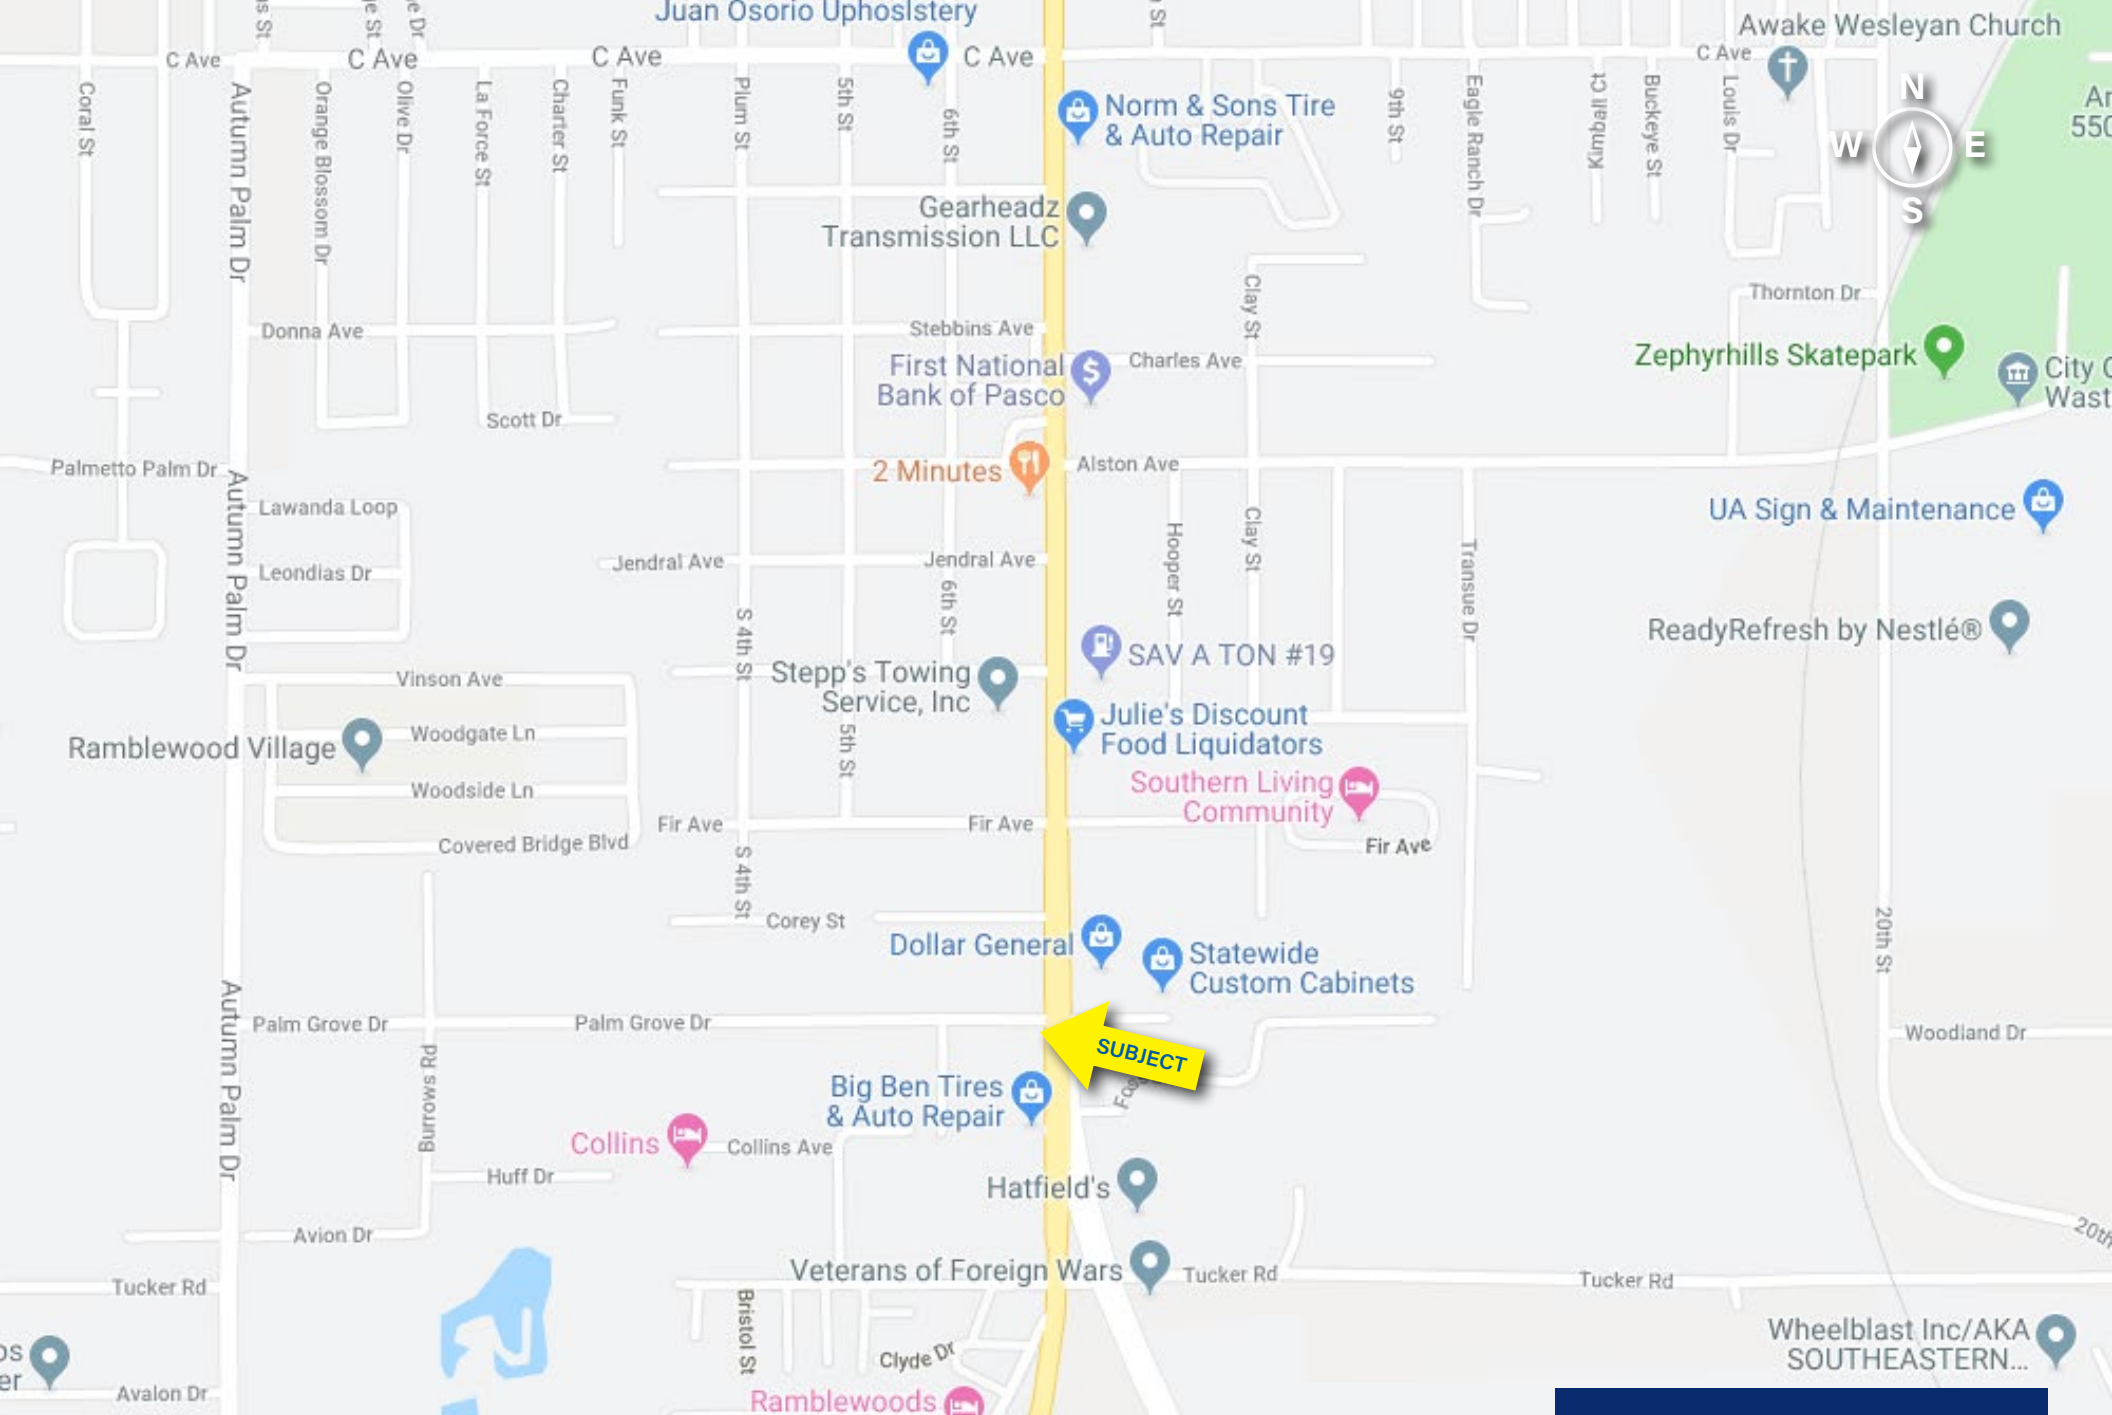 Juan Osorio Uphoslstery
Awake Wesleyan Church
C Ave
C Ave
C Ave
C Ave
C Ave
N
W
E
S
Coral St
Autumn Palm Dr
Orange Blossom Dr
Olive Dr
La Force St
Charter St
Funk St
Plum St
5th St
6th St
Norm & Sons Tire
& Auto Repair
9th St
Eagle Ranch Dr
Kimball Ct
Buckeye St
Louis Dr
550
Gearheadz
Transmission LLC
Clay St
Thornton Dr
Donna Ave
Stebbins Ave
First National
Bank of Pasco
Charles Ave
Zephyrhills Skatepark
City
Scott Dr
Palmetto Palm Dr
Autumn Palm Dr
2 Minutes
Alston Ave
Lawanda Loop
UA Sign & Maintenance
Leondias Dr
Jendral Ave
Jendral Ave
6th St
Hooper St
Clay St
Transue Dr
S 4th St
ReadyRefresh by Nestlé®
SAV A TON #19
Vinson Ave
Stepp's Towing
Service, Inc
Ramblewood Village
Woodgate Ln
5th St
Julie's Discount
Food Liquidators
Woodside Ln
Southern Living
Community
Fir Ave
Fir Ave
Fir Ave
Covered Bridge Blvd
S 4th St
Corey St
Dollar General
Statewide
Custom Cabinets
20th St
Autumn Palm Dr
Palm Grove Dr
Palm Grove Dr
Woodland Dr
SUBJECT
Burrows Rd
Big Ben Tires
& Auto Repair
Collins
Collins Ave
Huff Dr
Hatfield's
Avion Dr
20th
Veterans of Foreign Wars
Tucker Rd
Tucker Rd
Tucker Rd
Bristol St
Clyde Dr
Wheelblast Inc/AKA
SOUTHEASTERN...
Avalon Dr
Ramblewoods